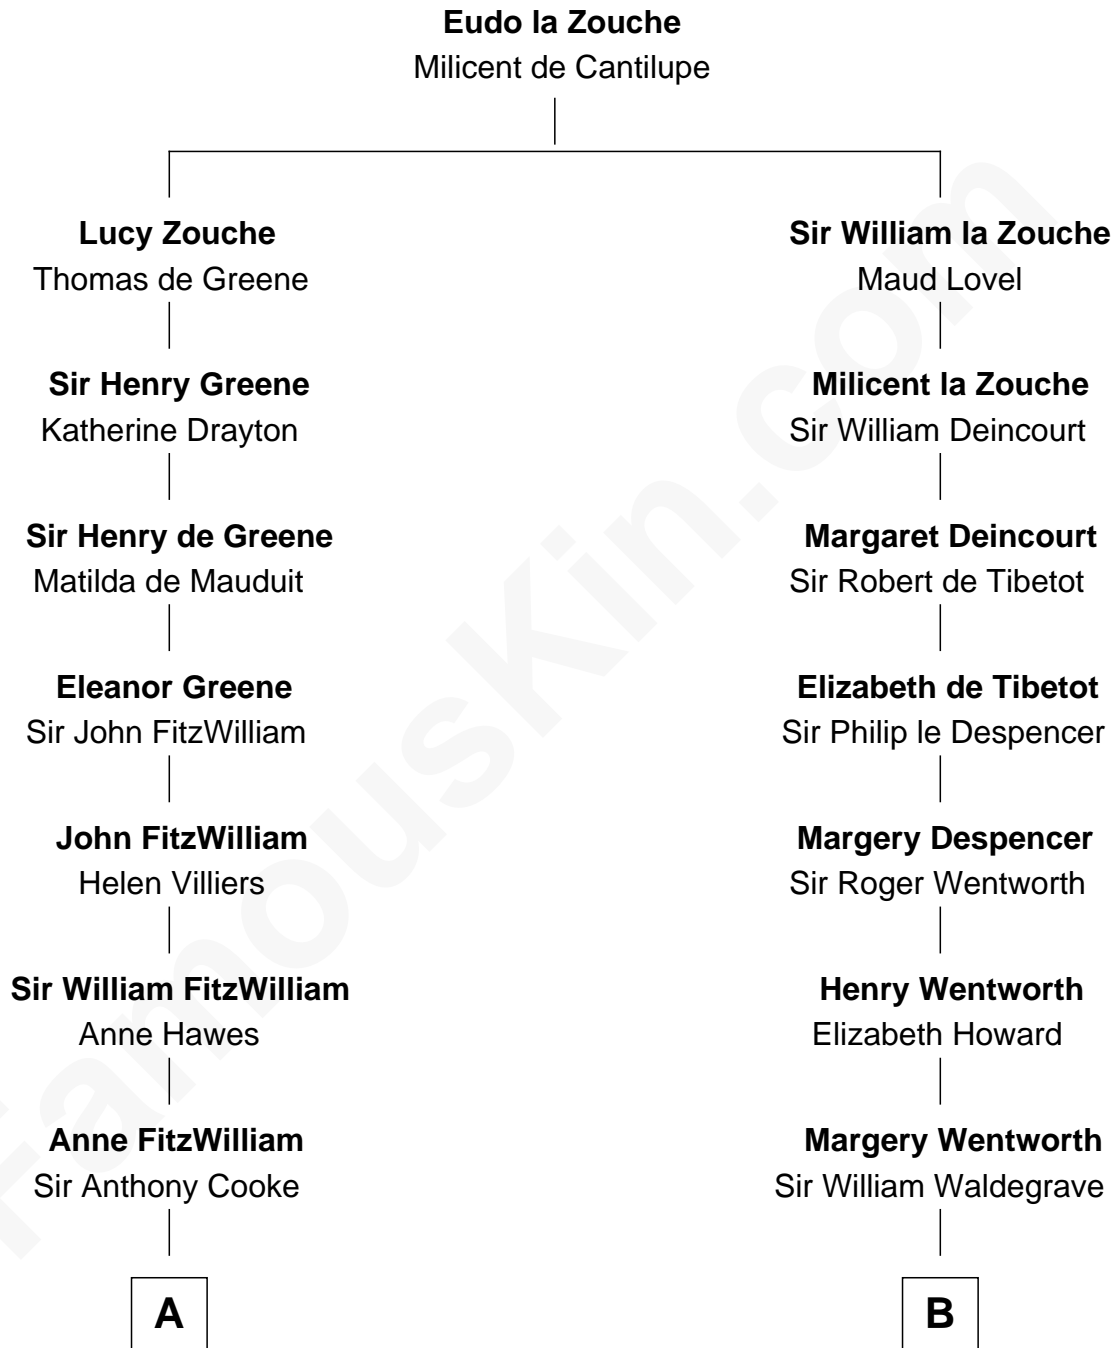 Eudo la Zouche
Milicent de Cantilupe
Lucy Zouche
Thomas de Greene
Sir William la Zouche
Maud Lovel
Sir Henry Greene
Katherine Drayton
Milicent la Zouche
Sir William Deincourt
Sir Henry de Greene
Matilda de Mauduit
Margaret Deincourt
Sir Robert de Tibetot
Eleanor Greene
Sir John FitzWilliam
Elizabeth de Tibetot
Sir Philip le Despencer
John FitzWilliam
Helen Villiers
Margery Despencer
Sir Roger Wentworth
Sir William FitzWilliam
Anne Hawes
Henry Wentworth
Elizabeth Howard
Anne FitzWilliam
Sir Anthony Cooke
Margery Wentworth
Sir William Waldegrave
A
B
FamousKin.com